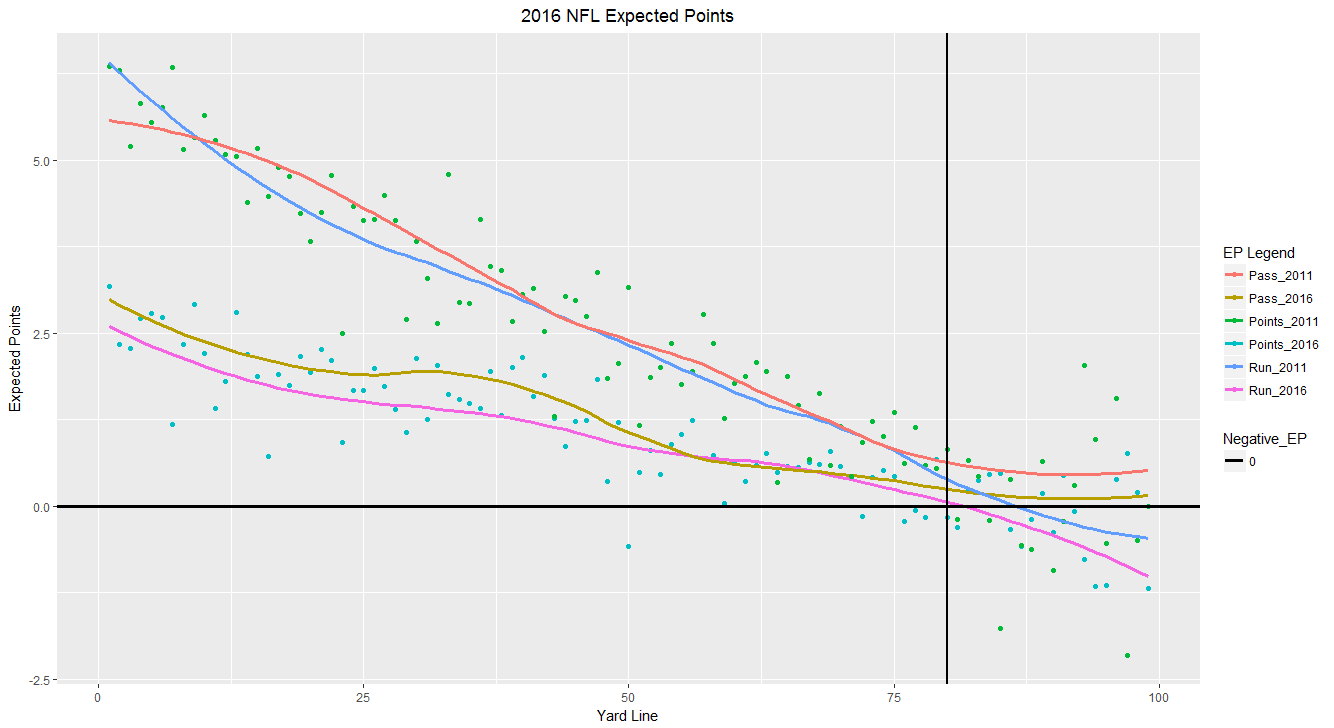 2016 NFL Expected Points
Expected Points
5.0
2.5
0.0
-2.5
0
25
50
75
100
Yard Line
EP Legend
Pass_2011
Pass_2016
Points_2011
Points_2016
Run_2011
Run_2016
Negative_EP
0